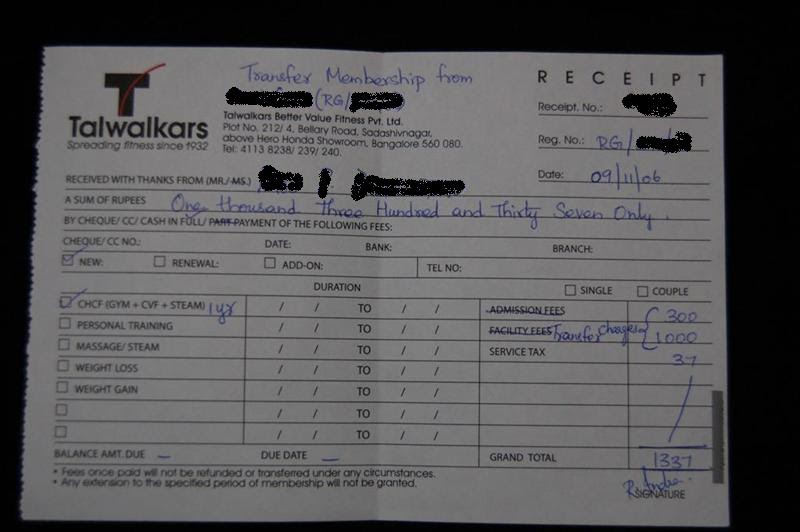 Transfer Membership from
(RG/
RECEIPT
Talwalkars
Spreading fitness since 1932
Talwalkars Better Value Fitness Pvt. Ltd.
Plot No. 212/ 4, Bellary Road, Sadashivnagar,
above Hero Honda Showroom, Bangalore 560 080.
Tel: 4113 8238/ 239/ 240.
Receipt. No.:
Reg. No.: RG/
Date: 09/11/06
RECEIVED WITH THANKS FROM (MR./MS.)
A SUM OF RUPEES One thousand Three Hundred and Thirty Seven Only.
BY CHEQUE/ CC/ CASH IN FULL/ PART PAYMENT OF THE FOLLOWING FEES:
CHEQUE/ CC NO.: DATE: BANK: BRANCH:
NEW: RENEWAL: ADD-ON: TEL NO:
DURATION SINGLE COUPLE
CHCF (GYM + CVF + STEAM) 1 yr / / TO / / ADMISSION FEES 300
PERSONAL TRAINING / / TO / / FACILITY FEES Transfer charges 1000
MASSAGE/ STEAM / / TO / / SERVICE TAX 37
WEIGHT LOSS / / TO / /
WEIGHT GAIN / / TO / /
/ / TO / /
/ / TO / /
BALANCE AMT. DUE — DUE DATE — GRAND TOTAL 1337
• Fees once paid will not be refunded or transferred under any circumstances.
• Any extension to the specified period of membership will not be granted.
SIGNATURE